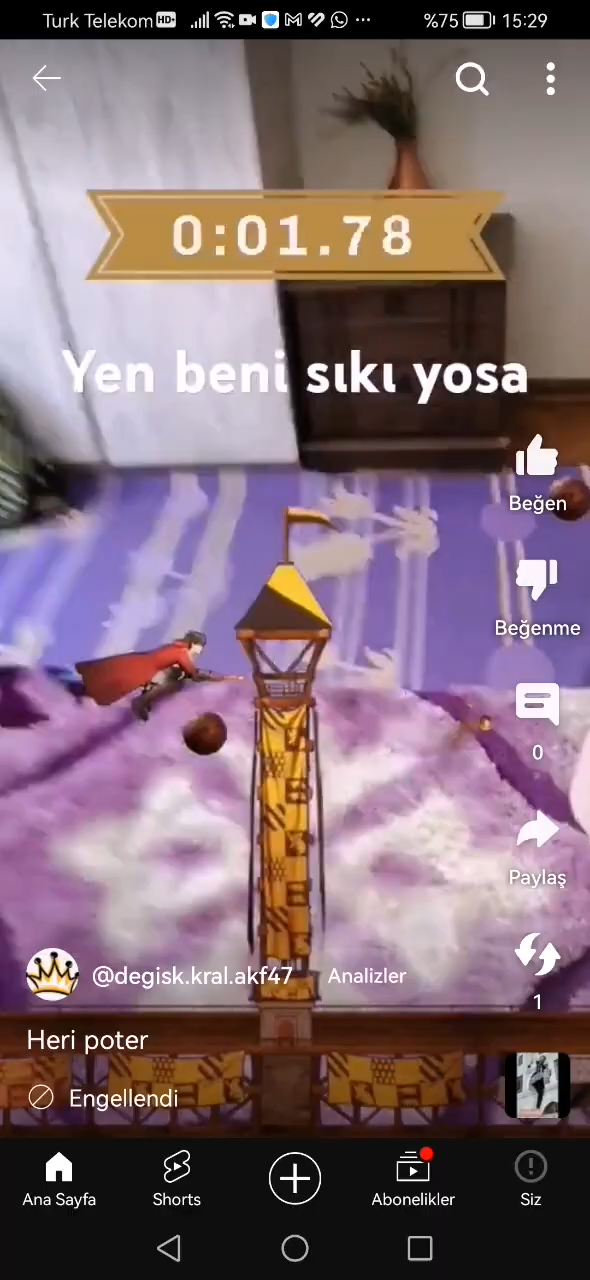 Turk Telekom HD %75 15:29
0:01.78
Yen beni sıkı yosa
Beğen
Beğenme
0
Paylaş
1
@degisk.kral.akf47 Analizler
Heri poter
Engellendi
Ana Sayfa Shorts Abonelikler Siz